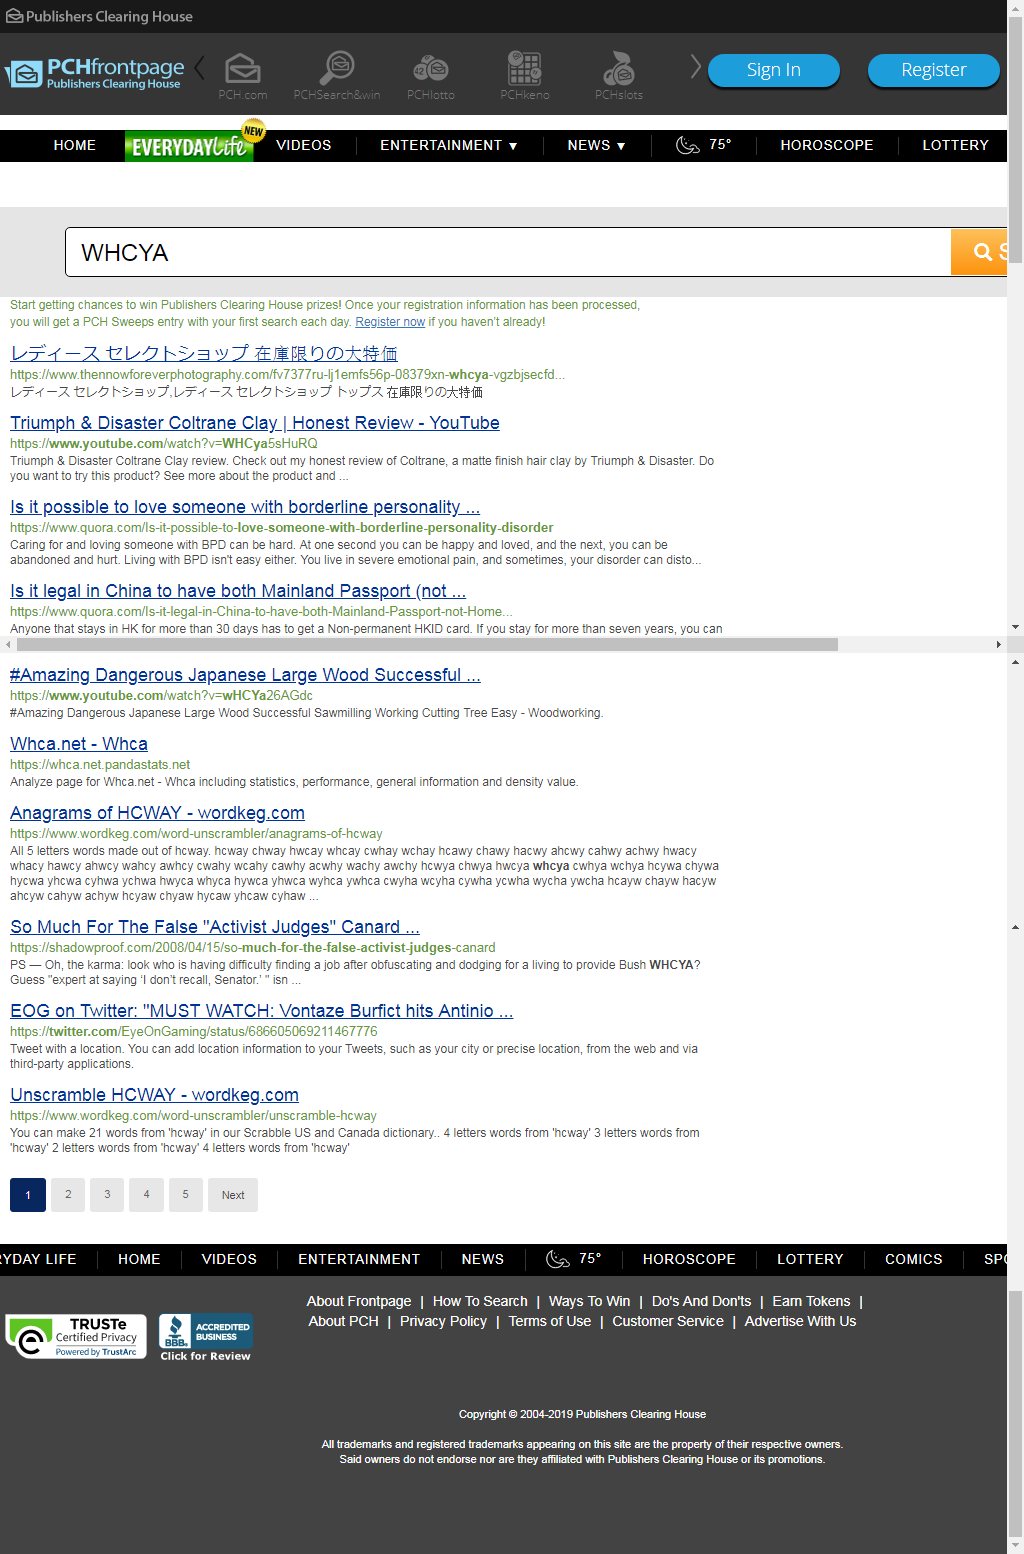 Publishers Clearing House
PCHfrontpage
Publishers Clearing House
PCH.com
PCHSearch&win
PCHlotto
PCHkeno
PCHslots
Sign In
Register
HOME
EVERYDAY Life
NEW
VIDEOS
ENTERTAINMENT ▼
NEWS ▼
75°
HOROSCOPE
LOTTERY
WHCYA
S
Start getting chances to win Publishers Clearing House prizes! Once your registration information has been processed,
you will get a PCH Sweeps entry with your first search each day. Register now if you haven't already!
レディース セレクトショップ 在庫限りの大特価
https://www.thennowforeverphotography.com/fv7377ru-lj1emfs56p-08379xn-whcya-vgzbjsecfd...
レディース セレクトショップ,レディース セレクトショップ トップス 在庫限りの大特価
Triumph & Disaster Coltrane Clay | Honest Review - YouTube
https://www.youtube.com/watch?v=WHCya5sHuRQ
Triumph & Disaster Coltrane Clay review. Check out my honest review of Coltrane, a matte finish hair clay by Triumph & Disaster. Do
you want to try this product? See more about the product and ...
Is it possible to love someone with borderline personality ...
https://www.quora.com/Is-it-possible-to-love-someone-with-borderline-personality-disorder
Caring for and loving someone with BPD can be hard. At one second you can be happy and loved, and the next, you can be
abandoned and hurt. Living with BPD isn't easy either. You live in severe emotional pain, and sometimes, your disorder can disto...
Is it legal in China to have both Mainland Passport (not ...
https://www.quora.com/Is-it-legal-in-China-to-have-both-Mainland-Passport-not-Home...
Anyone that stays in HK for more than 30 days has to get a Non-permanent HKID card. If you stay for more than seven years, you can
#Amazing Dangerous Japanese Large Wood Successful ...
https://www.youtube.com/watch?v=wHCYa26AGdc
#Amazing Dangerous Japanese Large Wood Successful Sawmilling Working Cutting Tree Easy - Woodworking.
Whca.net - Whca
https://whca.net.pandastats.net
Analyze page for Whca.net - Whca including statistics, performance, general information and density value.
Anagrams of HCWAY - wordkeg.com
https://www.wordkeg.com/word-unscrambler/anagrams-of-hcway
All 5 letters words made out of hcway. hcway chway hwcay whcay cwhay wchay hcawy chawy hacwy ahcwy cahwy achwy hwacy
whacy hawcy ahwcy wahcy awhcy cwahy wcahy cawhy acwhy wachy awchy hcwya chwya hwcya whcya cwhya wchya hcywa chywa
hycwa yhcwa cyhwa ychwa hwyca whyca hywca yhwca wyhca ywhca cwyha wcyha cywha ycwha wycha ywcha hcayw chayw hacyw
ahcyw cahyw achyw hcyaw chyaw hycaw yhcaw cyhaw ...
So Much For The False "Activist Judges" Canard ...
https://shadowproof.com/2008/04/15/so-much-for-the-false-activist-judges-canard
PS — Oh, the karma: look who is having difficulty finding a job after obfuscating and dodging for a living to provide Bush WHCYA?
Guess "expert at saying ‘I don’t recall, Senator.’ " isn ...
EOG on Twitter: "MUST WATCH: Vontaze Burfict hits Antinio ...
https://twitter.com/EyeOnGaming/status/686605069211467776
Tweet with a location. You can add location information to your Tweets, such as your city or precise location, from the web and via
third-party applications.
Unscramble HCWAY - wordkeg.com
https://www.wordkeg.com/word-unscrambler/unscramble-hcway
You can make 21 words from 'hcway' in our Scrabble US and Canada dictionary.. 4 letters words from 'hcway' 3 letters words from
'hcway' 2 letters words from 'hcway' 4 letters words from 'hcway'
1 2 3 4 5 Next
RYDAY LIFE HOME VIDEOS ENTERTAINMENT NEWS 75° HOROSCOPE LOTTERY COMICS SPO
About Frontpage | How To Search | Ways To Win | Do's And Don'ts | Earn Tokens |
About PCH | Privacy Policy | Terms of Use | Customer Service | Advertise With Us
TRUSTe
Certified Privacy
Powered by TrustArc
BBB.
ACCREDITED
BUSINESS
Click for Review
Copyright © 2004-2019 Publishers Clearing House
All trademarks and registered trademarks appearing on this site are the property of their respective owners.
Said owners do not endorse nor are they affiliated with Publishers Clearing House or its promotions.